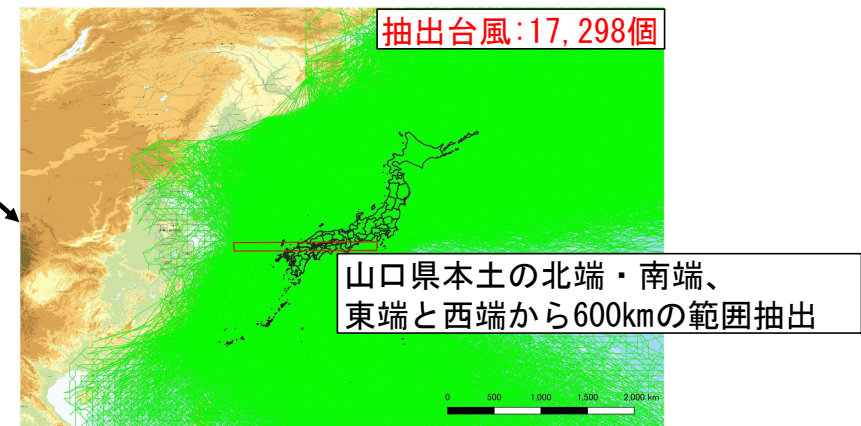 抽出台風:17,298個
山口県本土の北端・南端、
東端と西端から600kmの範囲抽出
0 500 1,000 1,500 2,000 km